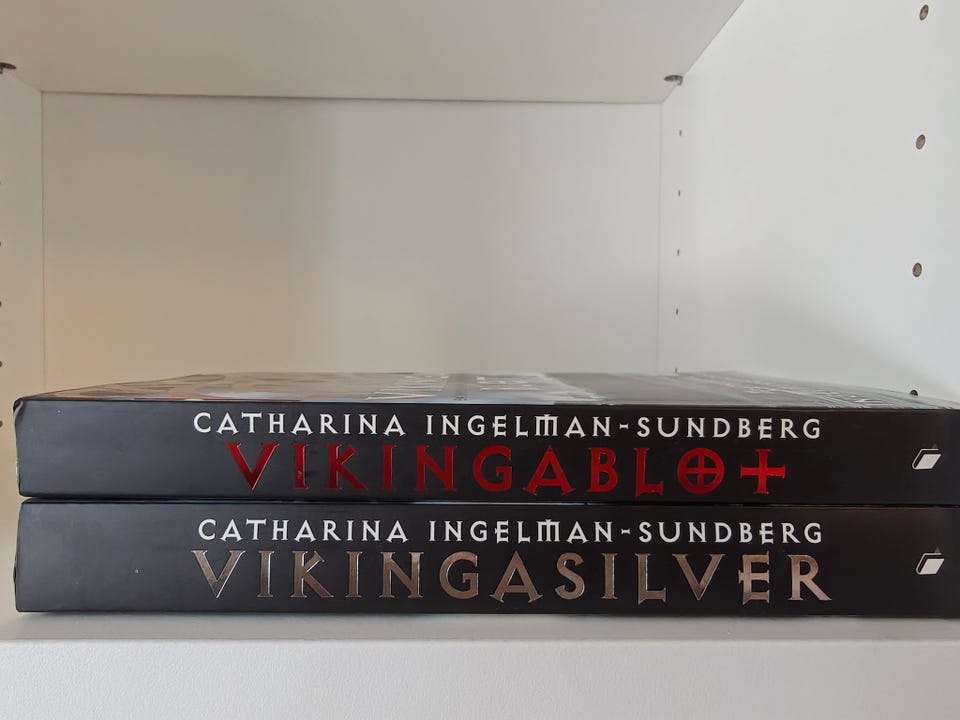 CATHARINA INGELMAN-SUNDBERG
VIKINGABLOT
CATHARINA INGELMAN-SUNDBERG
VIKINGASILVER